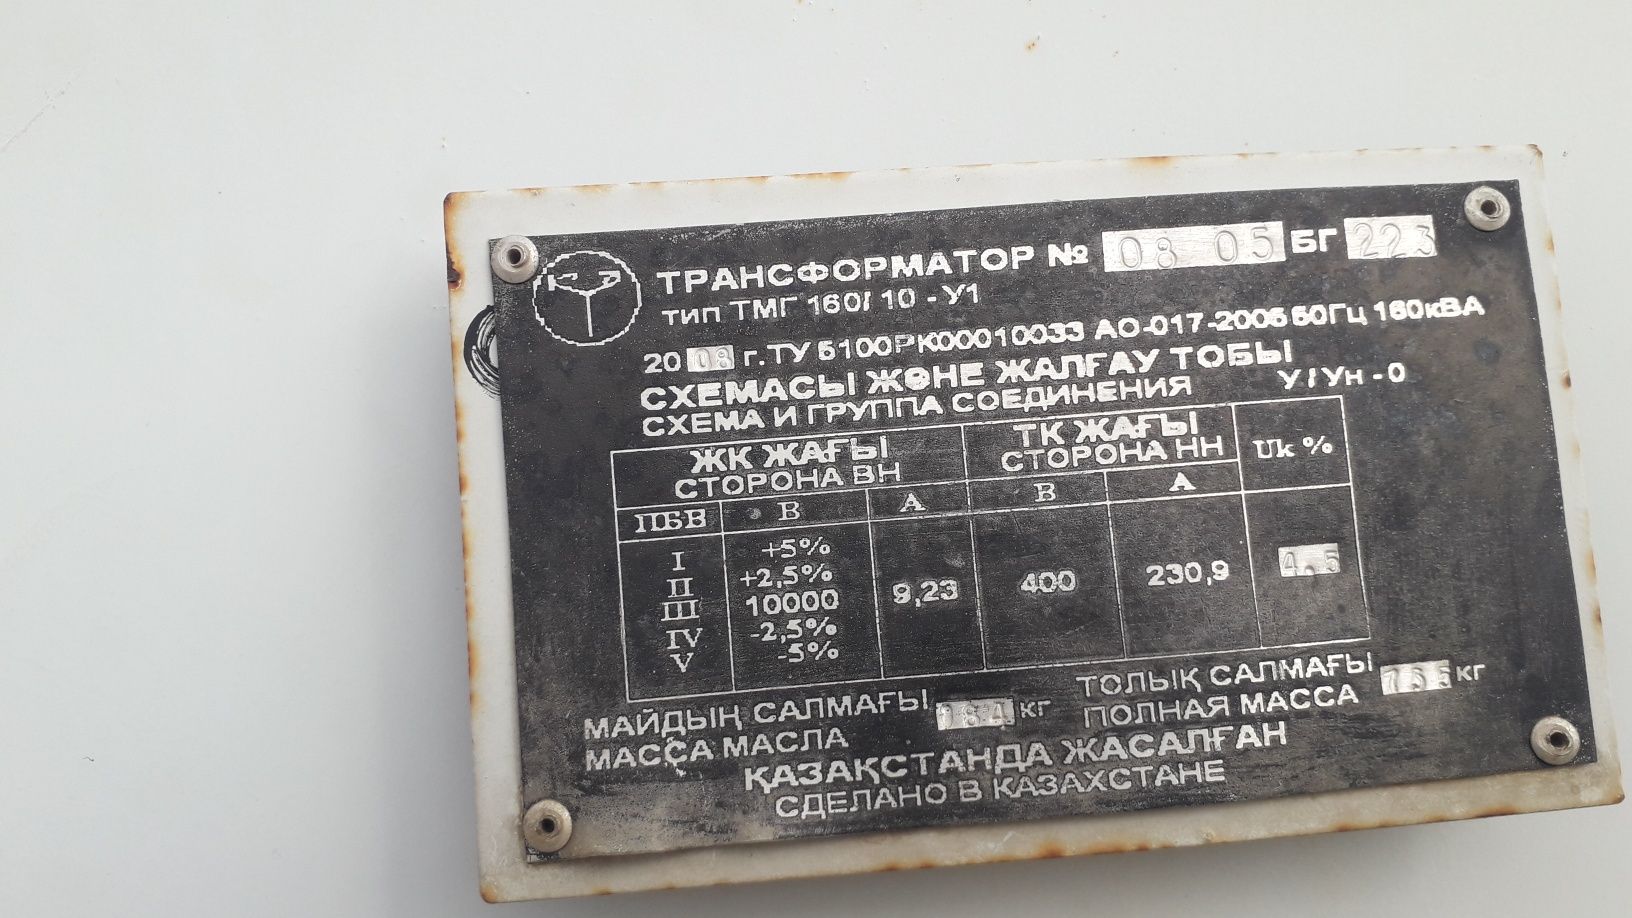 ТРАНСФОРМАТОР № 08 05 БГ 223
тип ТМГ 160/ 10 - У1
20 08 г. ТУ 5100РК00010033 АО-017-2006 50Гц 160кВА
СХЕМАСЫ ЖӘНЕ ЖАЛҒАУ ТОБЫ
СХЕМА И ГРУППА СОЕДИНЕНИЯ У / Ун - 0
ЖК ЖАҒЫ ТК ЖАҒЫ
СТОРОНА ВН СТОРОНА НН Uk %
ПБВ В А В А
I +5%
II +2,5%
III 10000 9,23 400 230,9 4.5
IV -2,5%
V -5%
МАЙДЫҢ САЛМАҒЫ кг ТОЛЫҚ САЛМАҒЫ кг
МАССА МАСЛА ПОЛНАЯ МАССА
ҚАЗАҚСТАНДА ЖАСАЛҒАН
СДЕЛАНО В КАЗАХСТАНЕ